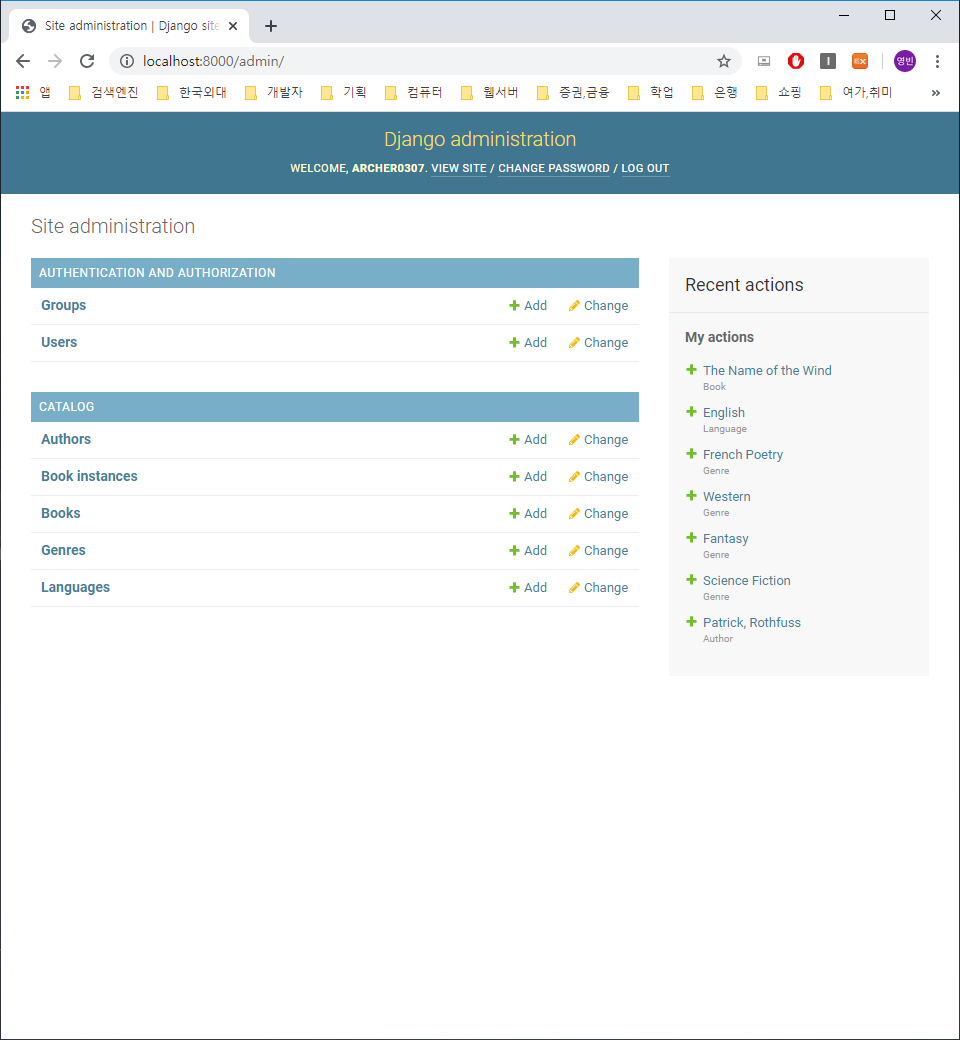 Site administration | Django site
localhost:8000/admin/
영빈
앱 검색엔진 한국외대 개발자 기획 컴퓨터 웹서버 증권,금융 학업 은행 쇼핑 여가,취미 »
Django administration
WELCOME, ARCHER0307. VIEW SITE / CHANGE PASSWORD / LOG OUT
Site administration
AUTHENTICATION AND AUTHORIZATION
Groups Add Change
Users Add Change
CATALOG
Authors Add Change
Book instances Add Change
Books Add Change
Genres Add Change
Languages Add Change
Recent actions
My actions
The Name of the Wind
Book
English
Language
French Poetry
Genre
Western
Genre
Fantasy
Genre
Science Fiction
Genre
Patrick, Rothfuss
Author